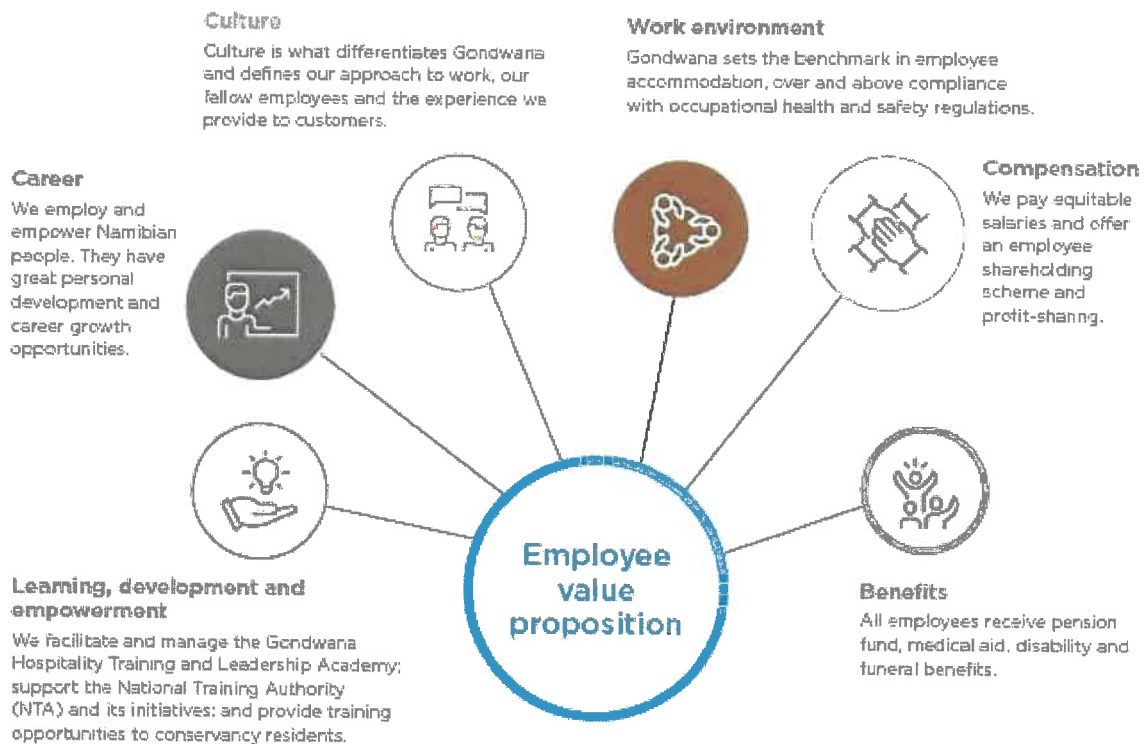 Culture
Culture is what differentiates Gondwana
and defines our approach to work, our
fellow employees and the experience we
provide to customers.
Work environment
Gondwana sets the benchmark in employee
accommodation, over and above compliance
with occupational health and safety regulations.
Career
We employ and
empower Namibian
people. They have
great personal
development and
career growth
opportunities.
Compensation
We pay equitable
salaries and offer
an employee
shareholding
scheme and
profit-sharing.
Learning, development and
empowerment
We facilitate and manage the Gondwana
Hospitality Training and Leadership Academy;
support the National Training Authority
(NTA) and its initiatives; and provide training
opportunities to conservancy residents.
Employee
value
proposition
Benefits
All employees receive pension
fund, medical aid, disability and
funeral benefits.